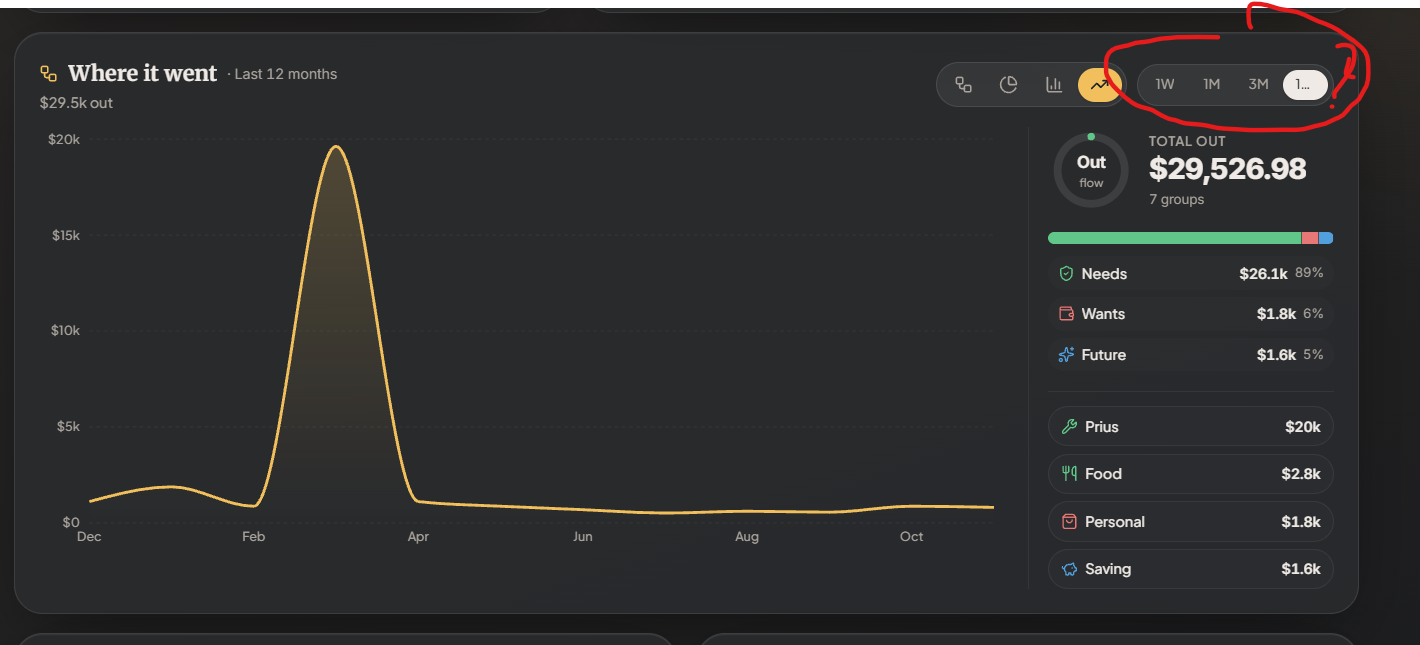 Where it went · Last 12 months
$29.5k out
1W 1M 3M 1...
$20k
$15k
$10k
$5k
$0
Dec Feb Apr Jun Aug Oct
Out
flow
TOTAL OUT
$29,526.98
7 groups
Needs $26.1k 89%
Wants $1.8k 6%
Future $1.6k 5%
Prius $20k
Food $2.8k
Personal $1.8k
Saving $1.6k